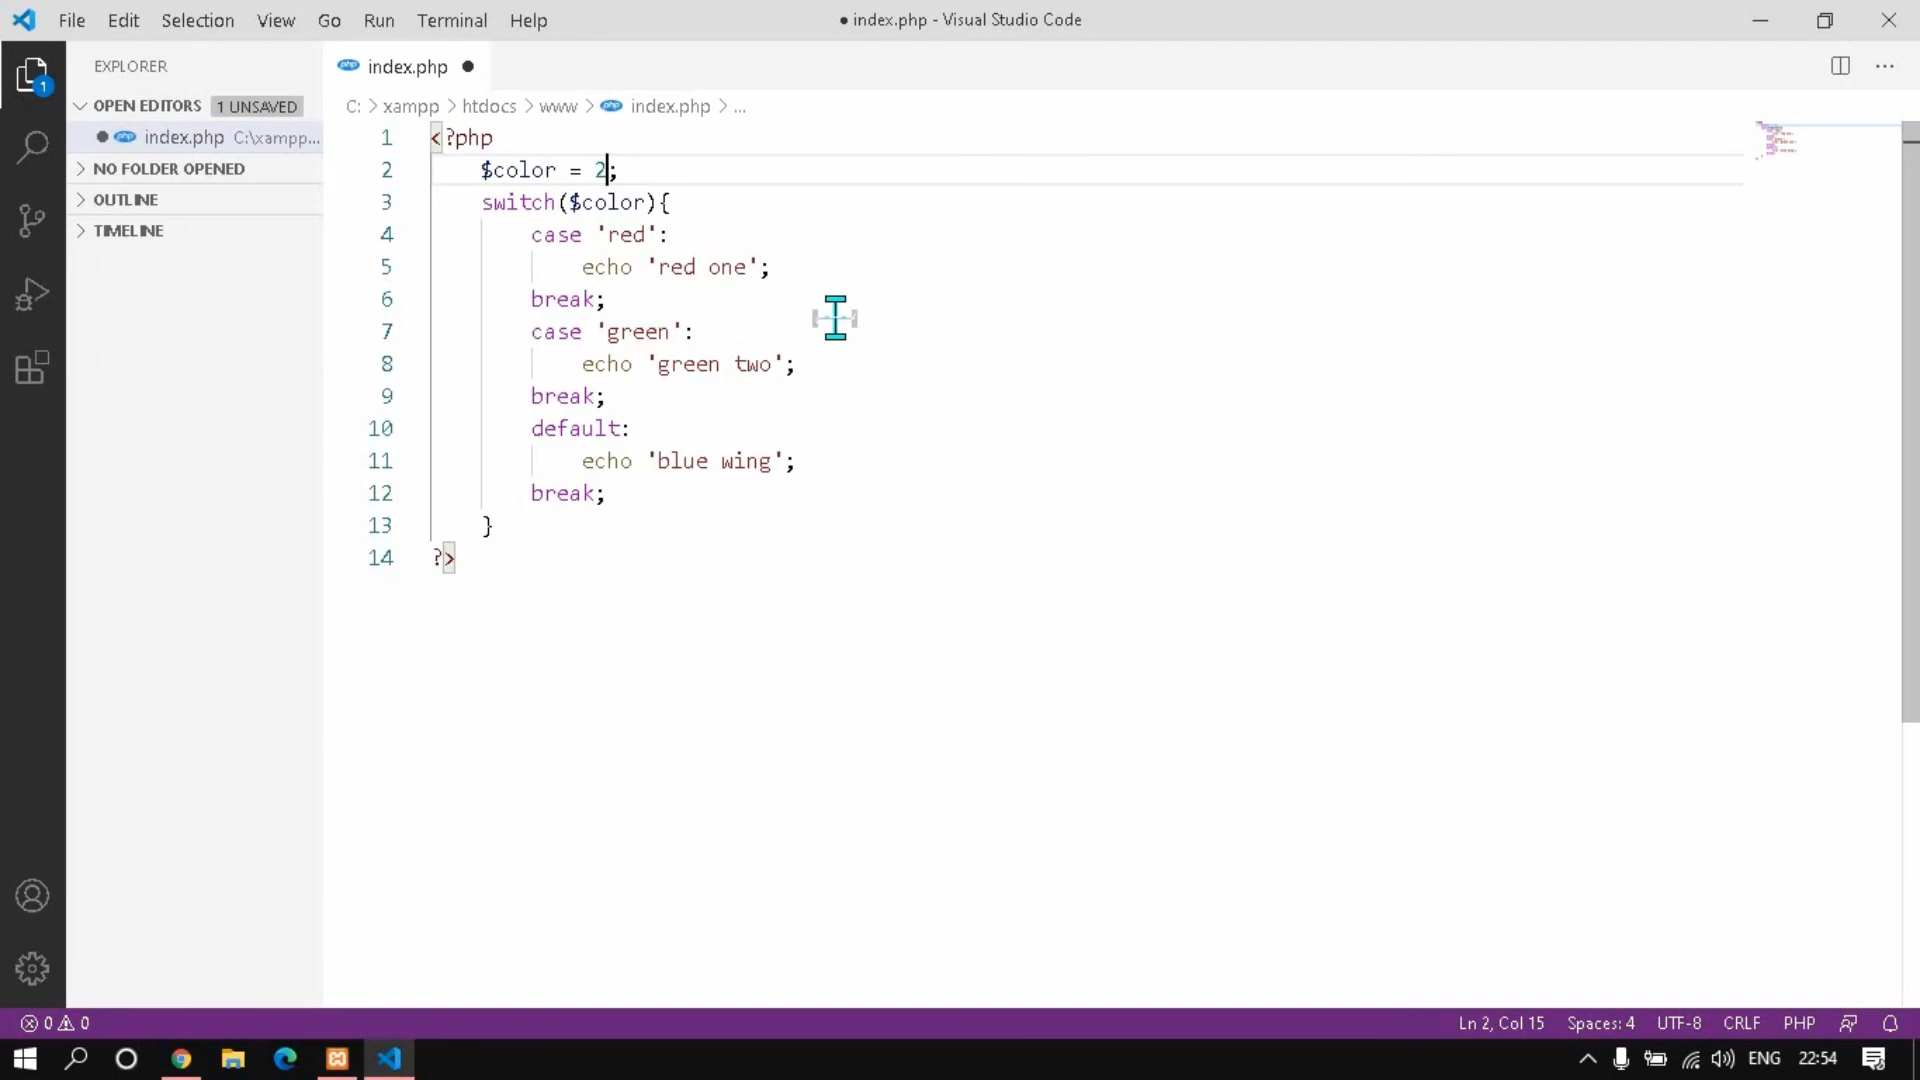 File Edit Selection View Go Run Terminal Help
● index.php - Visual Studio Code
EXPLORER
OPEN EDITORS 1 UNSAVED
● php index.php C:\xampp...
NO FOLDER OPENED
OUTLINE
TIMELINE
1
php index.php ●
C: > xampp > htdocs > www > php index.php > ...
1 <?php
2 $color = 2;
3 switch($color){
4 case 'red':
5 echo 'red one';
6 break;
7 case 'green':
8 echo 'green two';
9 break;
10 default:
11 echo 'blue wing';
12 break;
13 }
14 ?>
0 0
Ln 2, Col 15 Spaces: 4 UTF-8 CRLF PHP
ENG 22:54